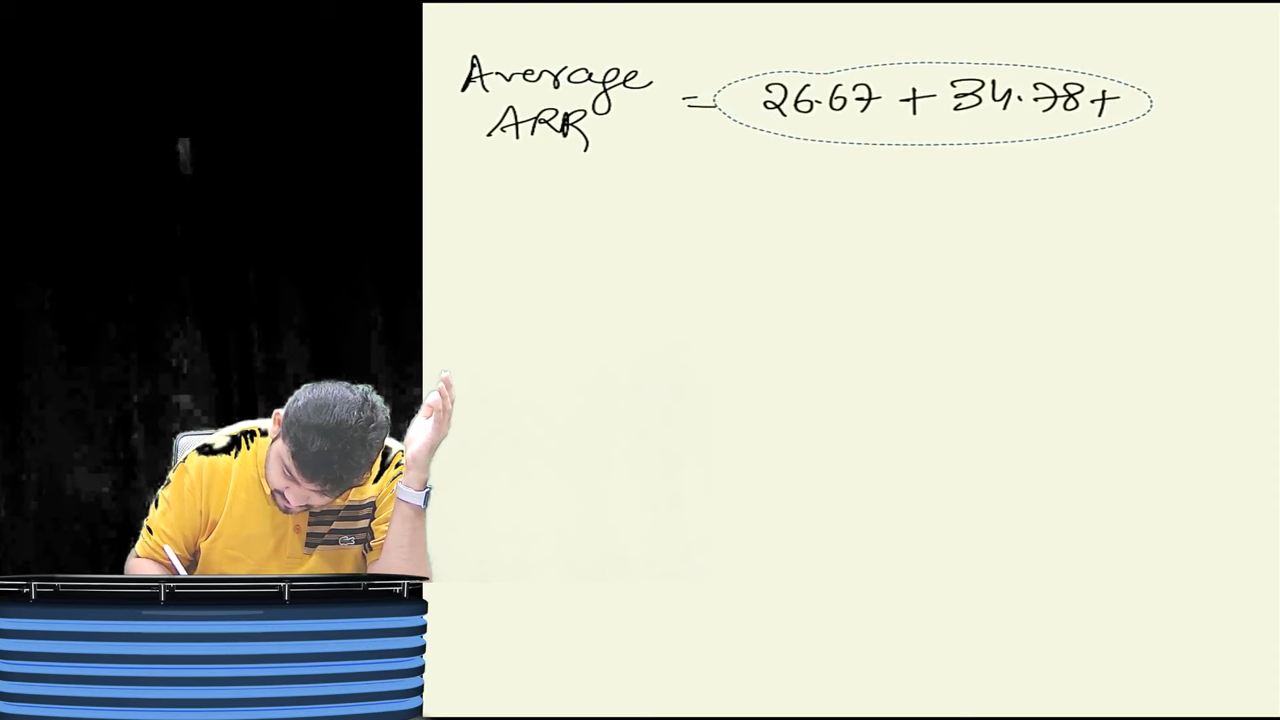 Average
ARR = 26.67 + 34.78 +